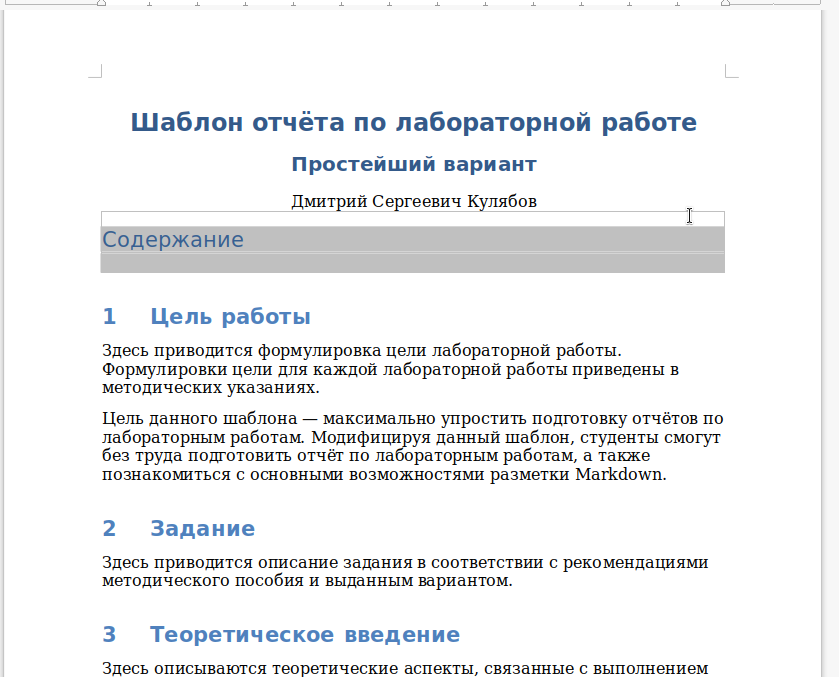 Шаблон отчёта по лабораторной работе
Простейший вариант
Дмитрий Сергеевич Кулябов
Содержание
1 Цель работы
Здесь приводится формулировка цели лабораторной работы.
Формулировки цели для каждой лабораторной работы приведены в
методических указаниях.
Цель данного шаблона — максимально упростить подготовку отчётов по
лабораторным работам. Модифицируя данный шаблон, студенты смогут
без труда подготовить отчёт по лабораторным работам, а также
познакомиться с основными возможностями разметки Markdown.
2 Задание
Здесь приводится описание задания в соответствии с рекомендациями
методического пособия и выданным вариантом.
3 Теоретическое введение
Здесь описываются теоретические аспекты, связанные с выполнением